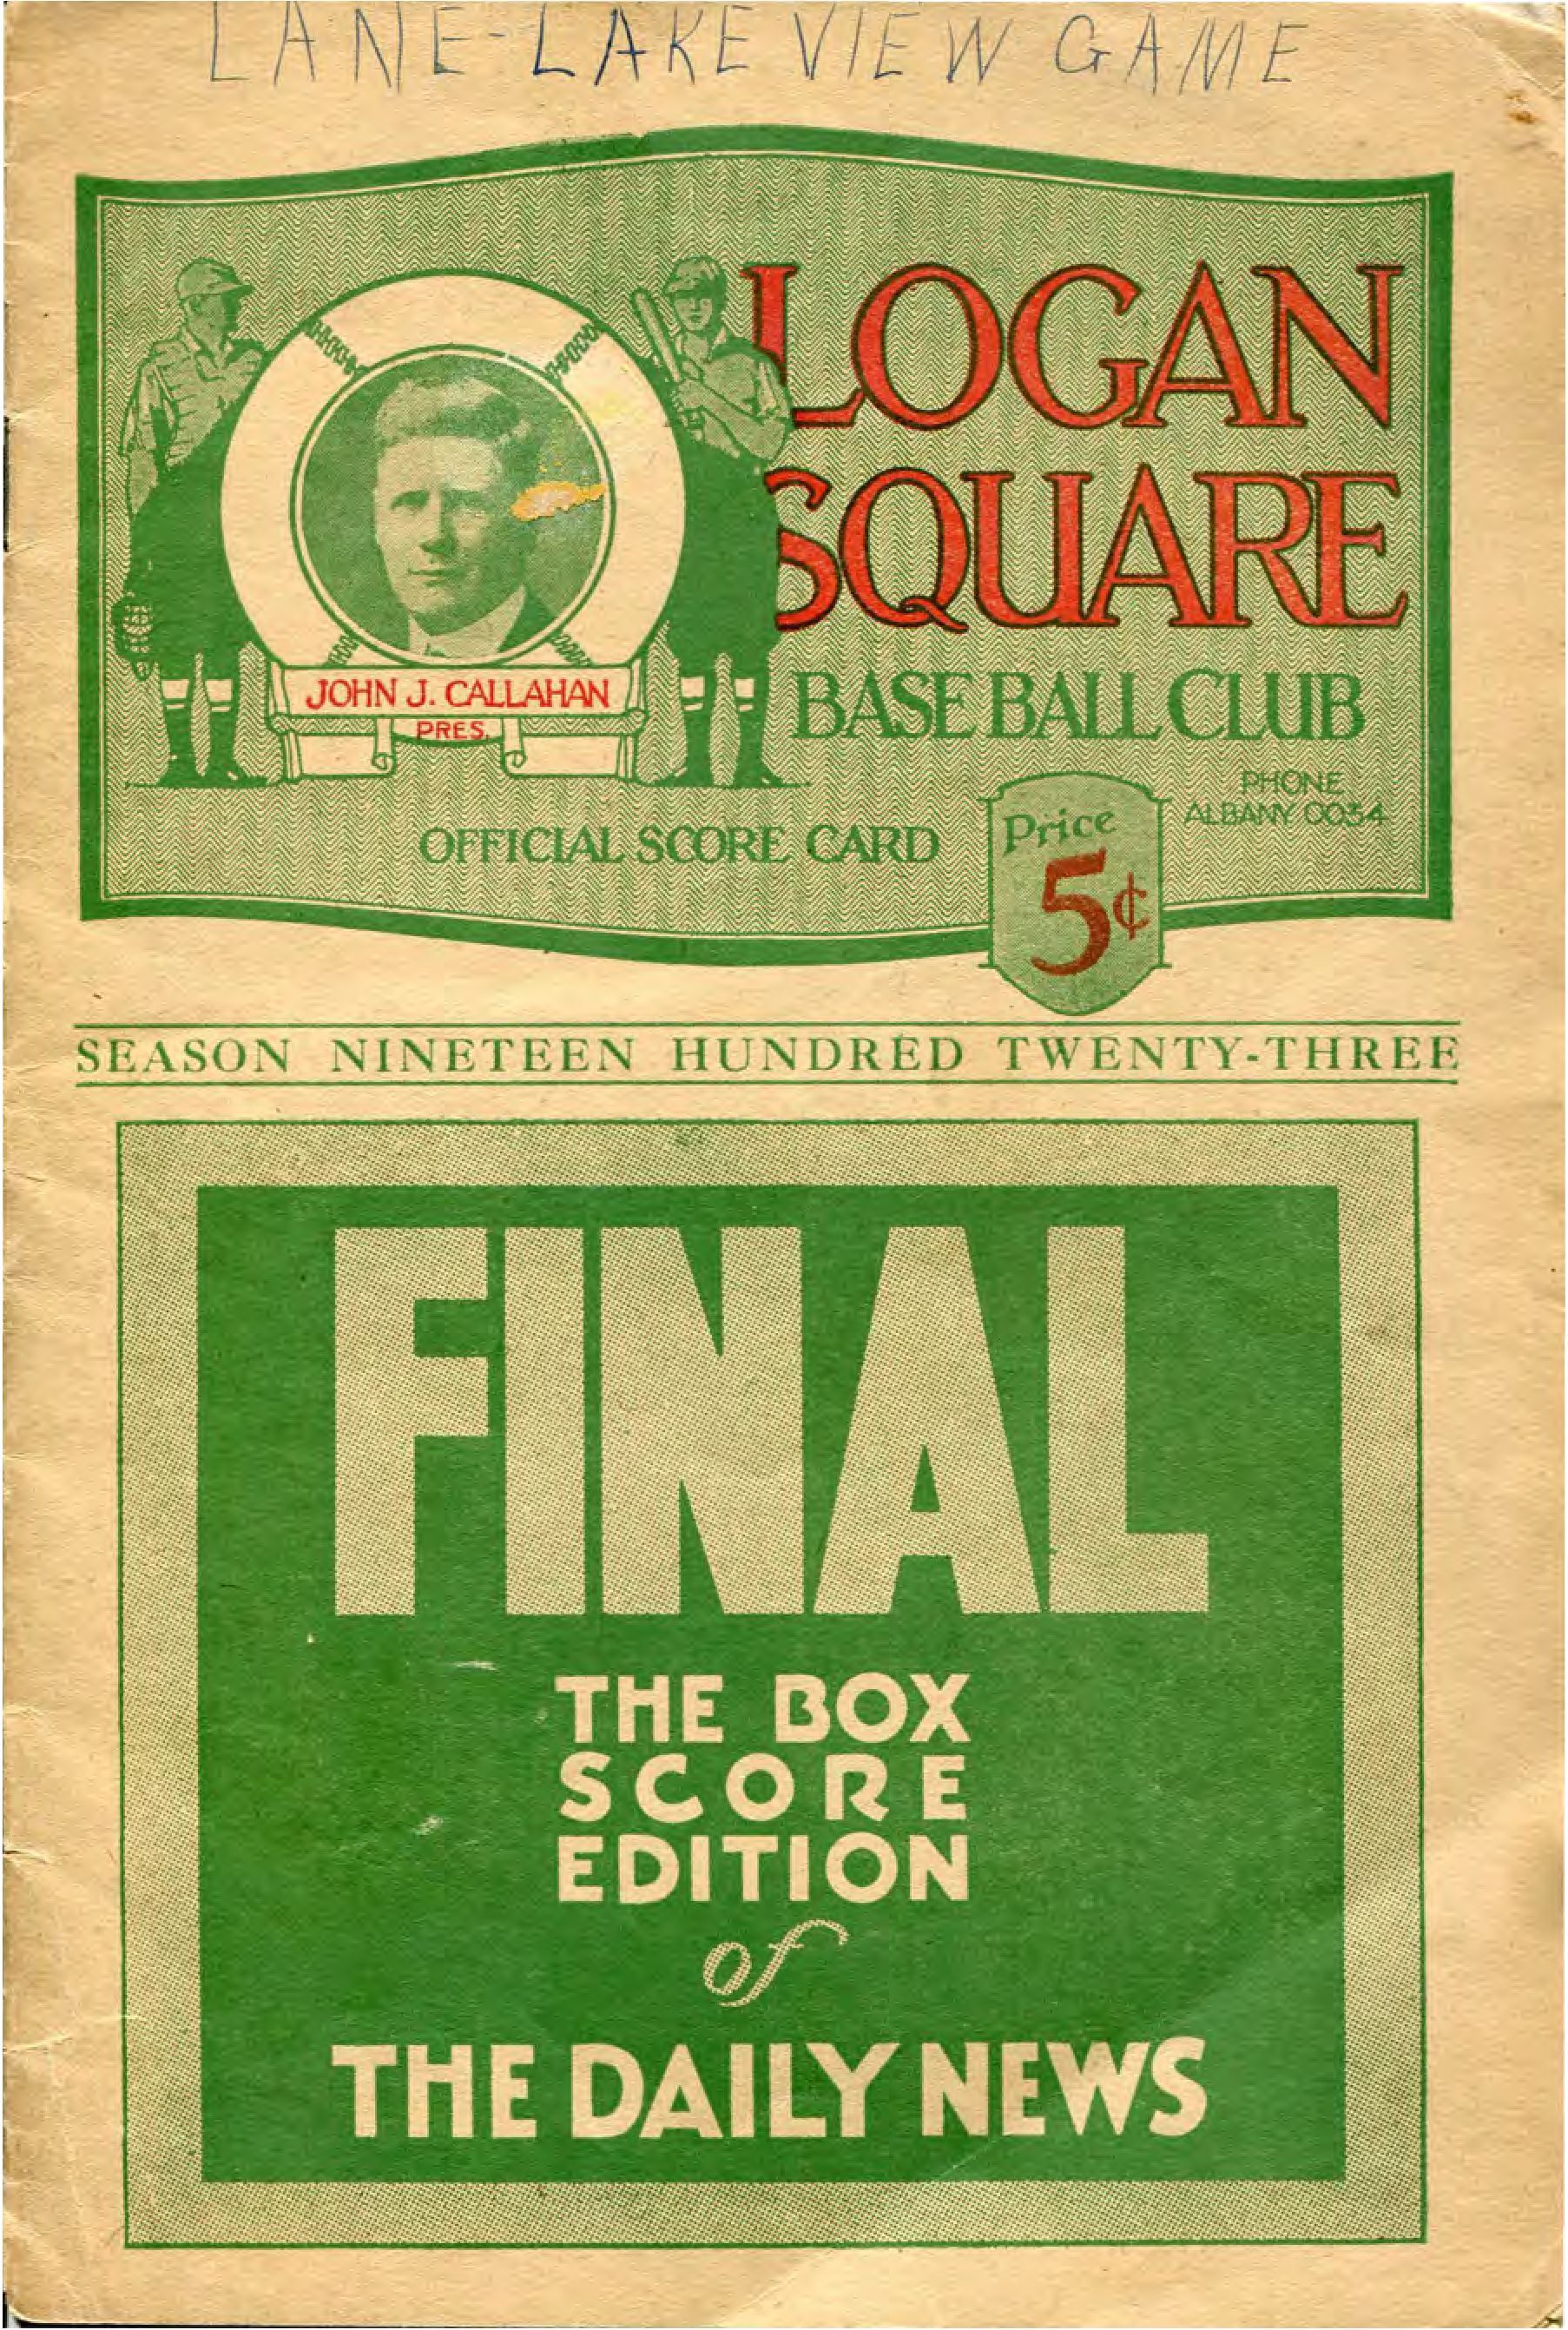 LANE-LAKEVIEW GAME
LOGAN
SQUARE
BASE BALL CLUB
JOHN J. CALLAHAN
PRES.
PHONE
ALBANY 0034
OFFICIAL SCORE CARD
Price
5¢
SEASON NINETEEN HUNDRED TWENTY-THREE
FINAL
THE BOX
SCORE
EDITION
of
THE DAILY NEWS